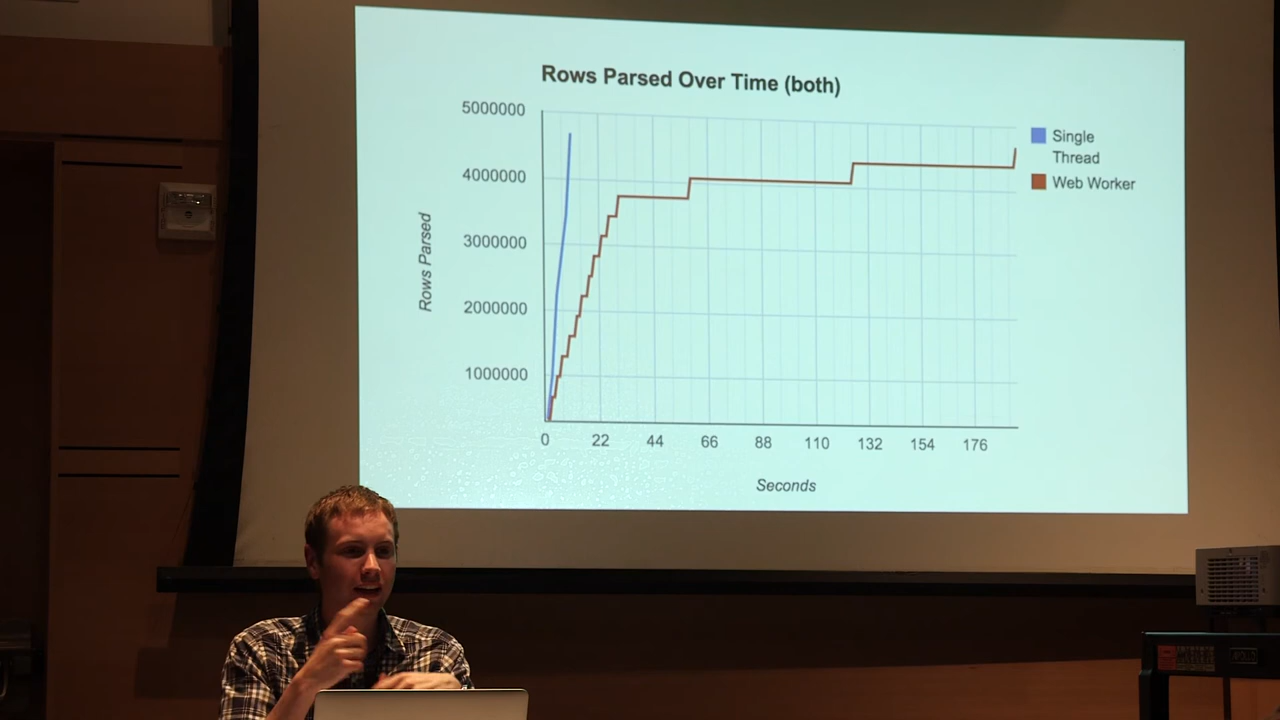 Rows Parsed Over Time (both)
5000000
4000000
3000000
2000000
1000000
Rows Parsed
0 22 44 66 88 110 132 154 176
Seconds
Single
Thread
Web Worker